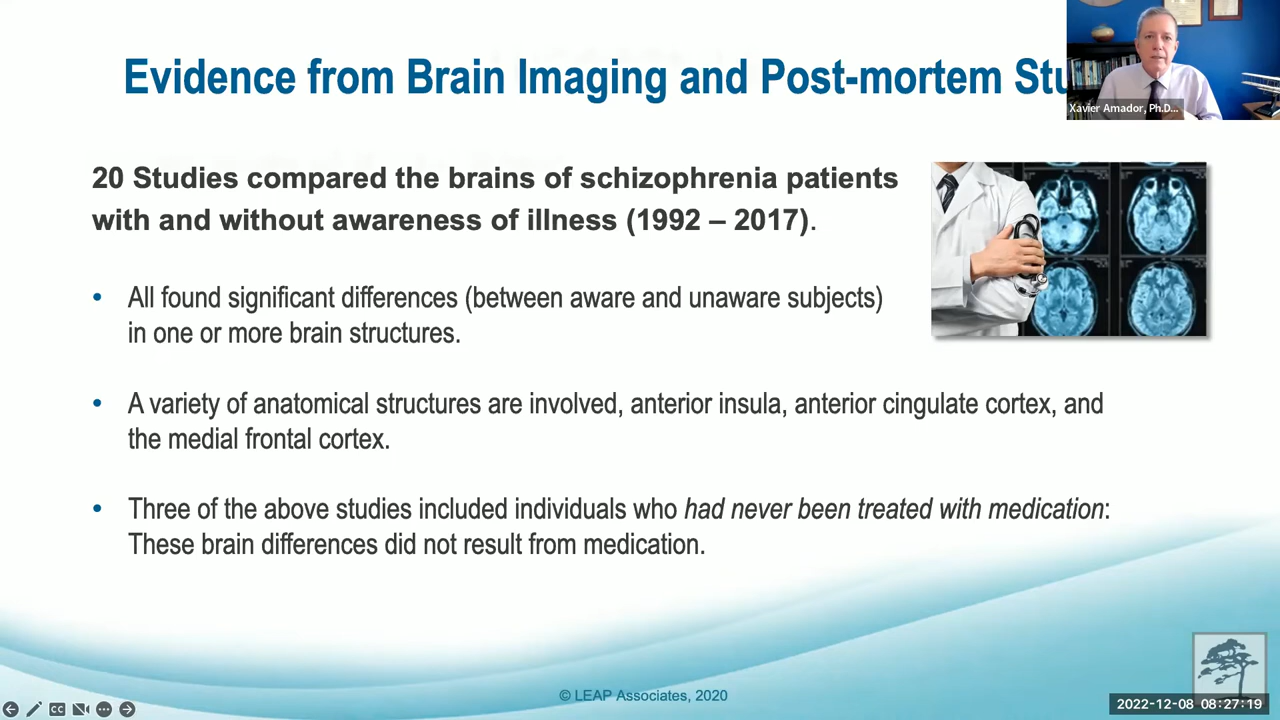 Evidence from Brain Imaging and Post-mortem Stu
Xavier Amador, Ph.D...
20 Studies compared the brains of schizophrenia patients
with and without awareness of illness (1992 – 2017).
• All found significant differences (between aware and unaware subjects)
in one or more brain structures.
• A variety of anatomical structures are involved, anterior insula, anterior cingulate cortex, and
the medial frontal cortex.
• Three of the above studies included individuals who had never been treated with medication:
These brain differences did not result from medication.
© LEAP Associates, 2020
CC
2022-12-08 08:27:19